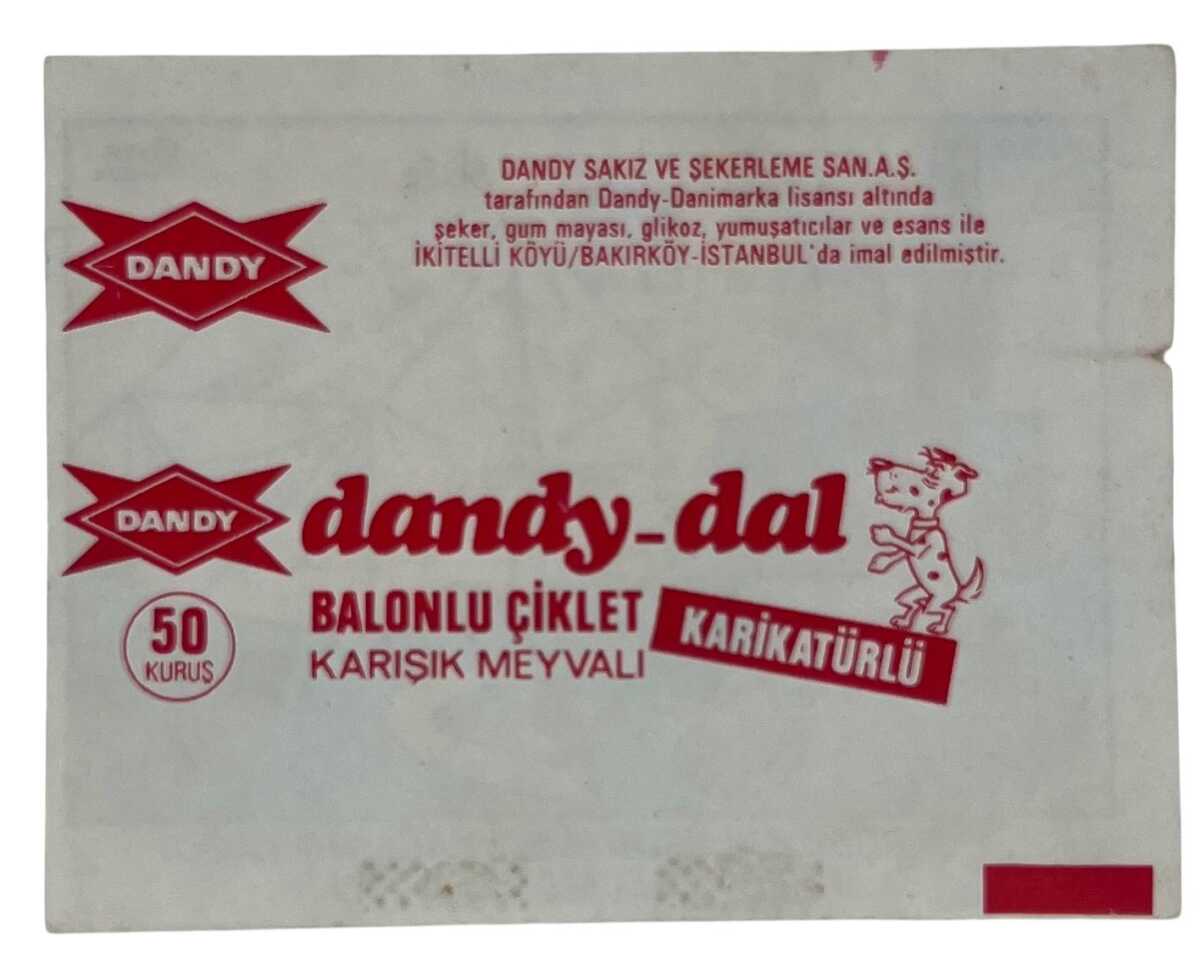 DANDY SAKIZ VE ŞEKERLEME SAN.A.Ş.
tarafından Dandy-Danimarka lisansı altında
şeker, gum mayası, glikoz, yumuşatıcılar ve esans ile
İKİTELLİ KÖYÜ/BAKIRKÖY-İSTANBUL'da imal edilmiştir.
DANDY
DANDY
dandy-dal
50
KURUŞ
BALONLU ÇİKLET
KARIŞIK MEYVALI
KARİKATÜRLÜ